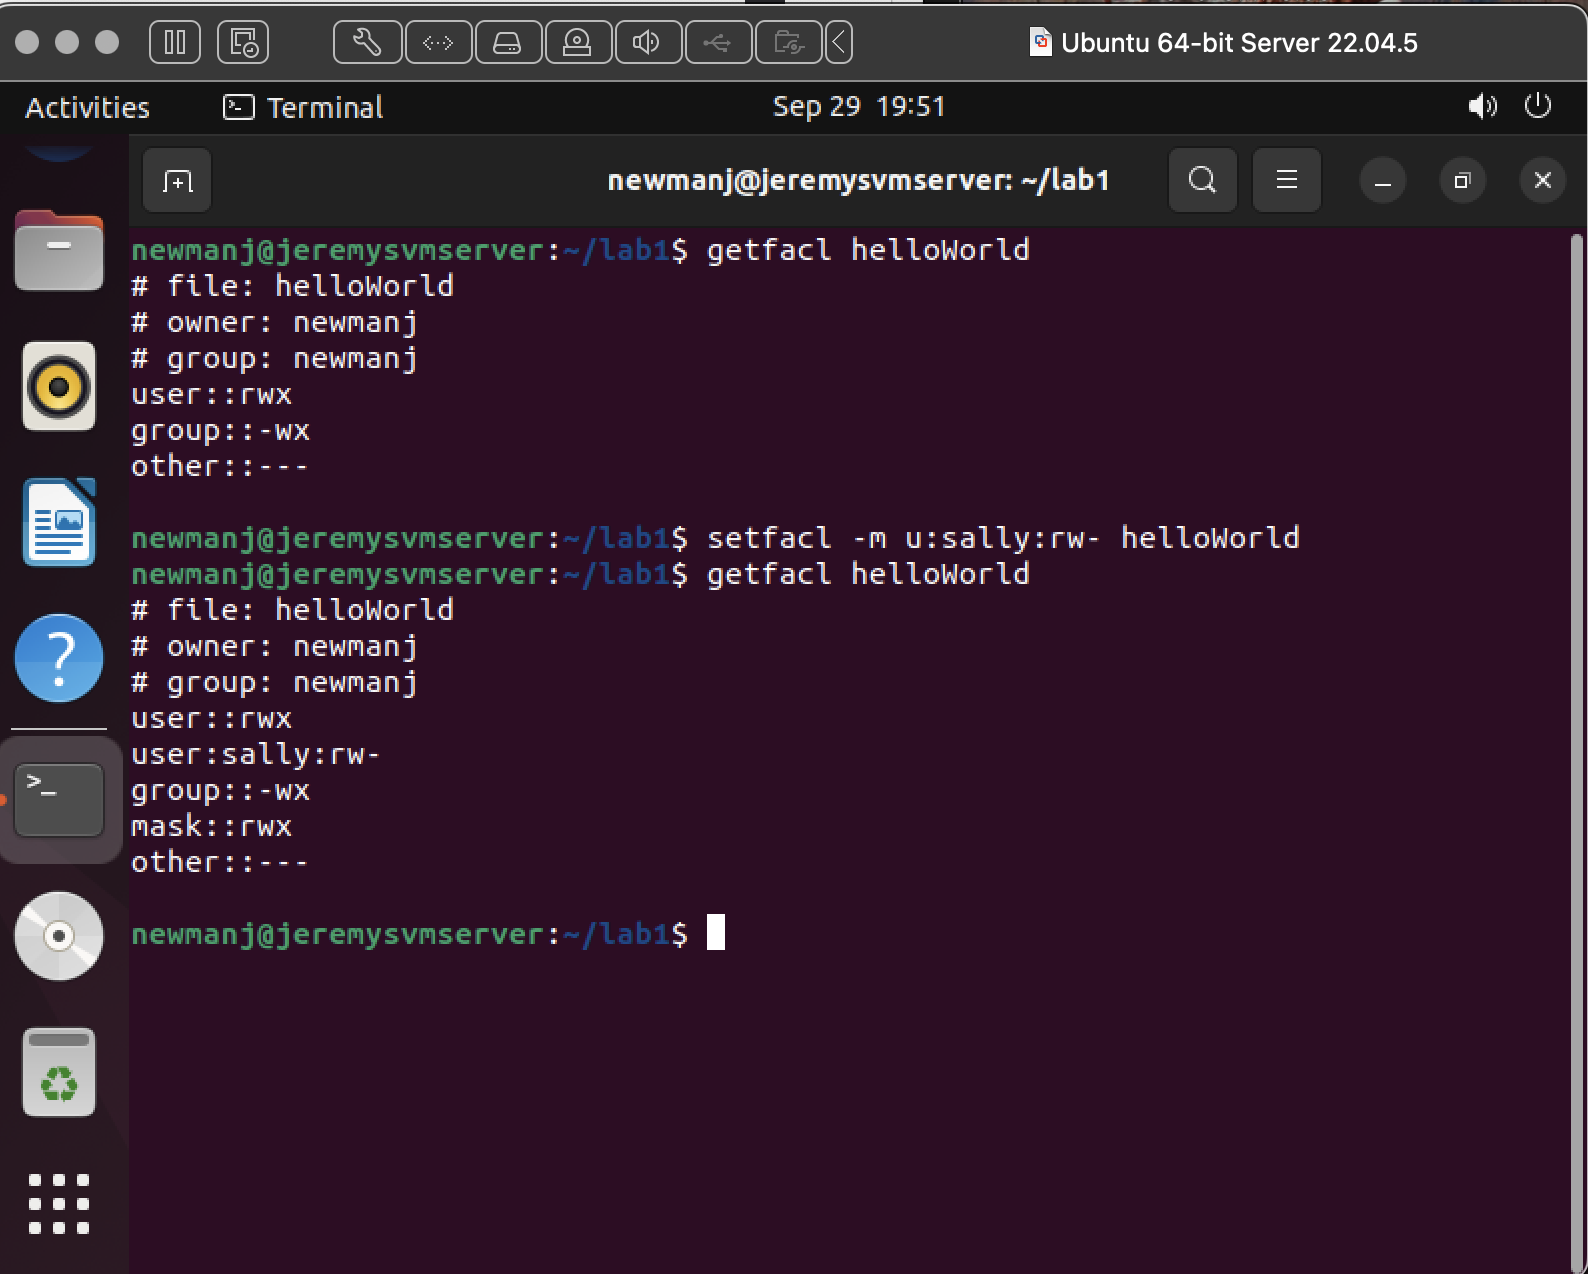 Ubuntu 64-bit Server 22.04.5
Activities
Terminal
Sep 29 19:51
newmanj@jeremysvmserver: ~/lab1
newmanj@jeremysvmserver:~/lab1$ getfacl helloWorld
# file: helloWorld
# owner: newmanj
# group: newmanj
user::rwx
group::-wx
other::---
newmanj@jeremysvmserver:~/lab1$ setfacl -m u:sally:rw- helloWorld
newmanj@jeremysvmserver:~/lab1$ getfacl helloWorld
# file: helloWorld
# owner: newmanj
# group: newmanj
user::rwx
user:sally:rw-
group::-wx
mask::rwx
other::---
newmanj@jeremysvmserver:~/lab1$